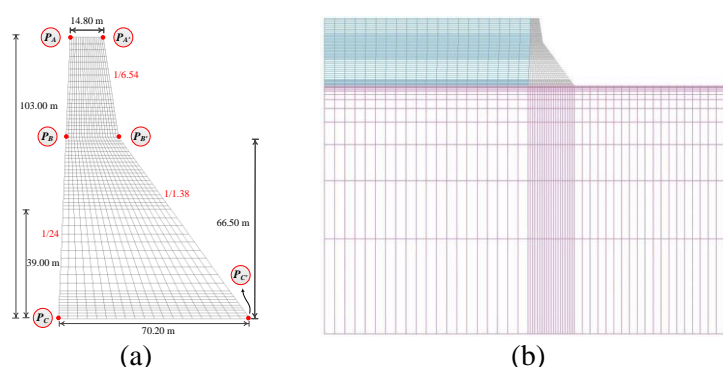 14.80 m
P_A
P_A'
1/6.54
103.00 m
P_B
P_B'
1/1.38
66.50 m
1/24
39.00 m
P_C'
P_C
70.20 m
(a)
(b)